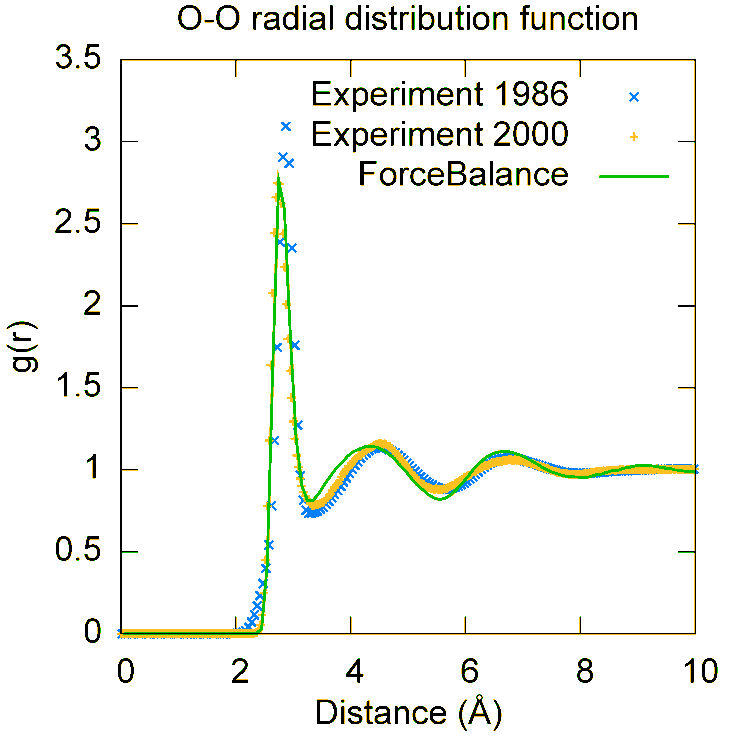 O-O radial distribution function
3.5
Experiment 1986
3
Experiment 2000
ForceBalance
2.5
2
g(r)
1.5
1
0.5
0
0 2 4 6 8 10
Distance (Å)